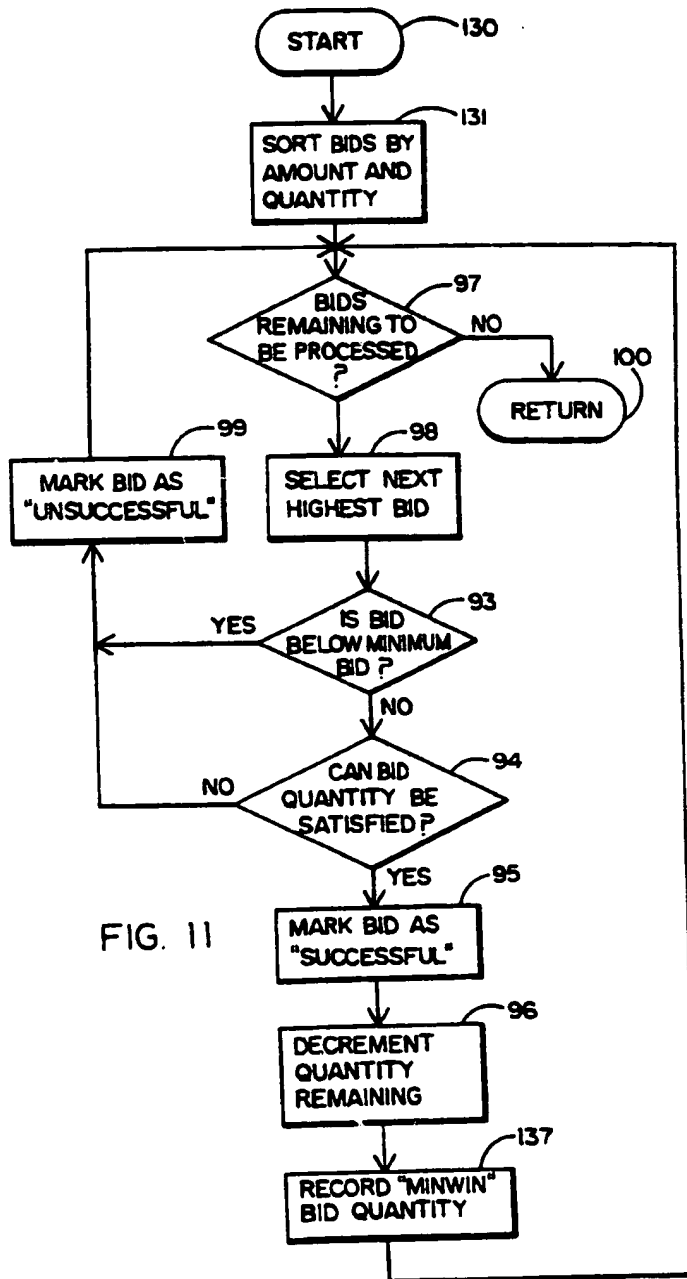 START
130
131
SORT BIDS BY
AMOUNT AND
QUANTITY
97
BIDS
REMAINING TO
BE PROCESSED
?
NO
100
RETURN
99
MARK BID AS
"UNSUCCESSFUL"
98
SELECT NEXT
HIGHEST BID
93
YES
IS BID
BELOW MINIMUM
BID ?
NO
94
NO
CAN BID
QUANTITY BE
SATISFIED?
YES
95
FIG. 11
MARK BID AS
"SUCCESSFUL"
96
DECREMENT
QUANTITY
REMAINING
137
RECORD "MINWIN"
BID QUANTITY